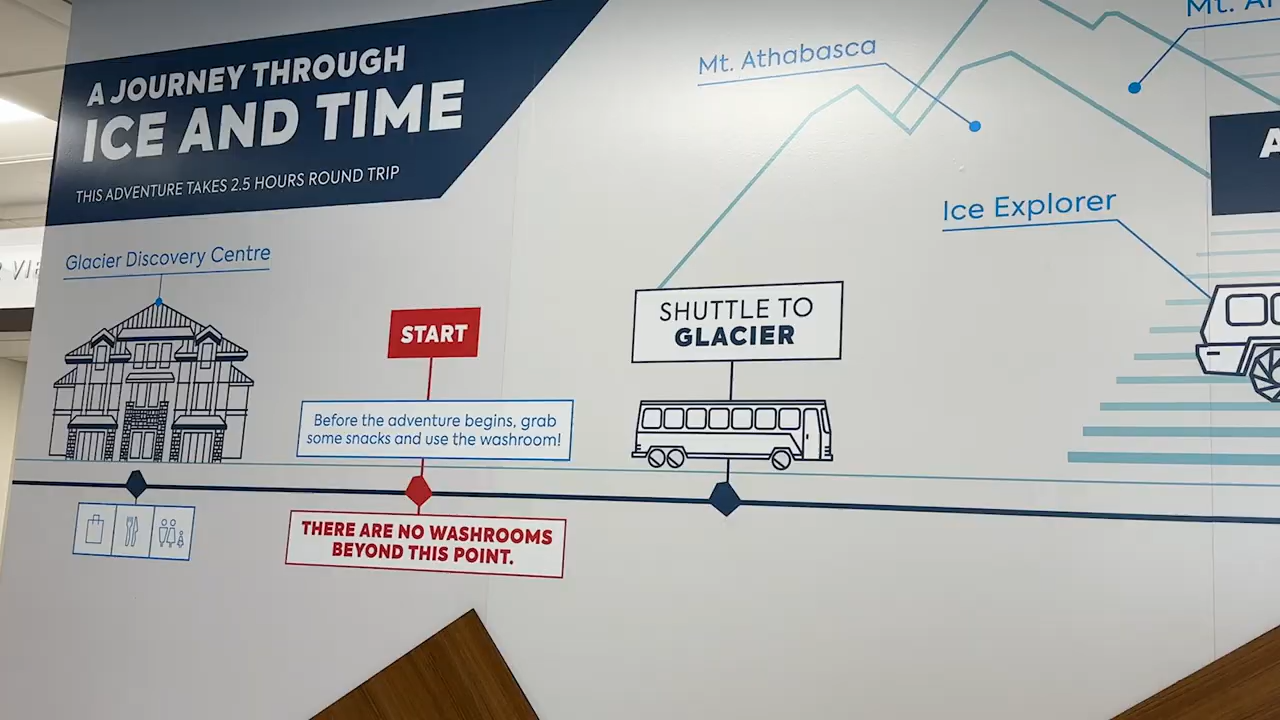 A JOURNEY THROUGH
ICE AND TIME
THIS ADVENTURE TAKES 2.5 HOURS ROUND TRIP
Mt. Athabasca
Mt.
Ice Explorer
Glacier Discovery Centre
START
SHUTTLE TO
GLACIER
Before the adventure begins, grab
some snacks and use the washroom!
THERE ARE NO WASHROOMS
BEYOND THIS POINT.